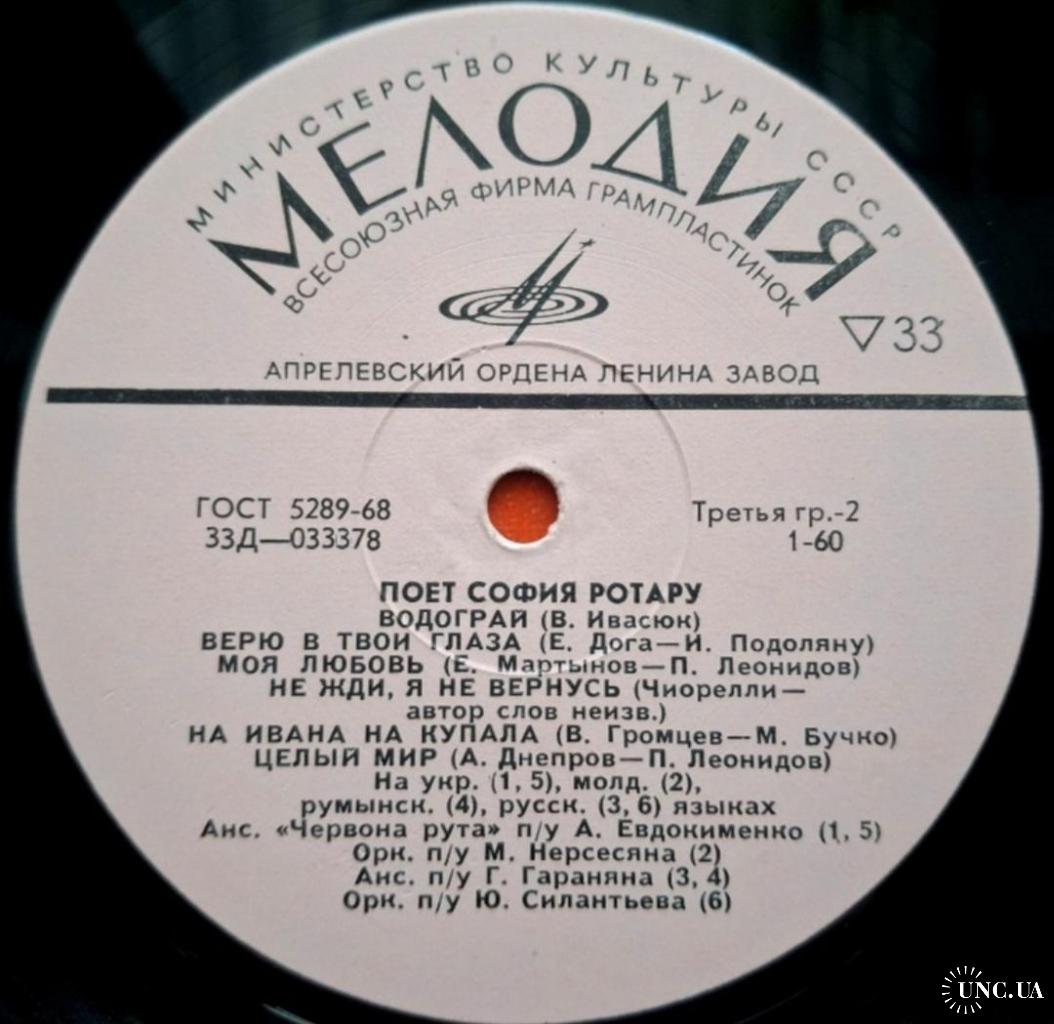 МИНИСТЕРСТВО КУЛЬТУРЫ СССР
МЕЛОДИЯ
ВСЕСОЮЗНАЯ ФИРМА ГРАМПЛАСТИНОК
▽33
АПРЕЛЕВСКИЙ ОРДЕНА ЛЕНИНА ЗАВОД
ГОСТ 5289-68
Третья гр.-2
33Д—033378
1-60
ПОЕТ СОФИЯ РОТАРУ
ВОДОГРАЙ (В. Ивасюк)
ВЕРЮ В ТВОИ ГЛАЗА (Е. Дога—И. Подоляну)
МОЯ ЛЮБОВЬ (Е. Мартынов—П. Леонидов)
НЕ ЖДИ, Я НЕ ВЕРНУСЬ (Чиорелли—
автор слов неизв.)
НА ИВАНА НА КУПАЛА (В. Громцев—М. Бучко)
ЦЕЛЫЙ МИР (А. Днепров—П. Леонидов)
На укр. (1, 5), молд. (2),
румынск. (4), русск. (3, 6) языках
Анс. «Червона рута» п/у А. Евдокименко (1, 5)
Орк. п/у М. Нерсесяна (2)
Анс. п/у Г. Гараняна (3, 4)
Орк. п/у Ю. Силантьева (6)
UNC.UA